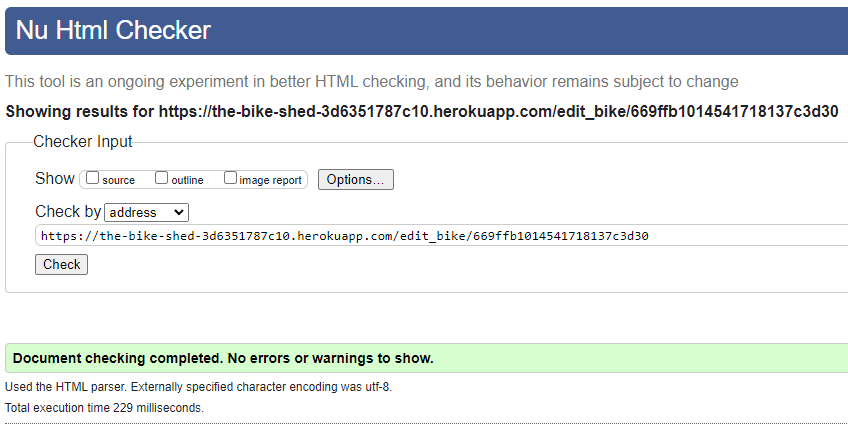 Nu Html Checker
This tool is an ongoing experiment in better HTML checking, and its behavior remains subject to change
Showing results for https://the-bike-shed-3d6351787c10.herokuapp.com/edit_bike/669ffb1014541718137c3d30
Checker Input
Show source outline image report Options...
Check by address
https://the-bike-shed-3d6351787c10.herokuapp.com/edit_bike/669ffb1014541718137c3d30
Check
Document checking completed. No errors or warnings to show.
Used the HTML parser. Externally specified character encoding was utf-8.
Total execution time 229 milliseconds.